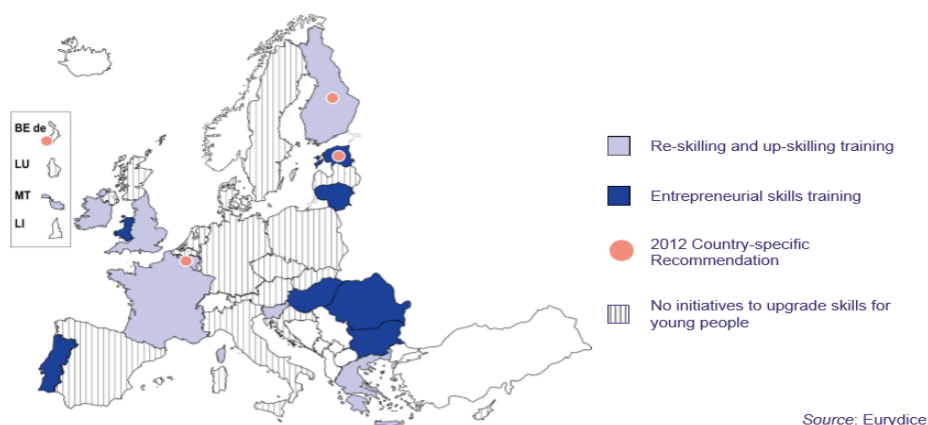 BE de
LU
MT
LI
Re-skilling and up-skilling training
Entrepreneurial skills training
2012 Country-specific
Recommendation
No initiatives to upgrade skills for
young people
Source: Eurydice